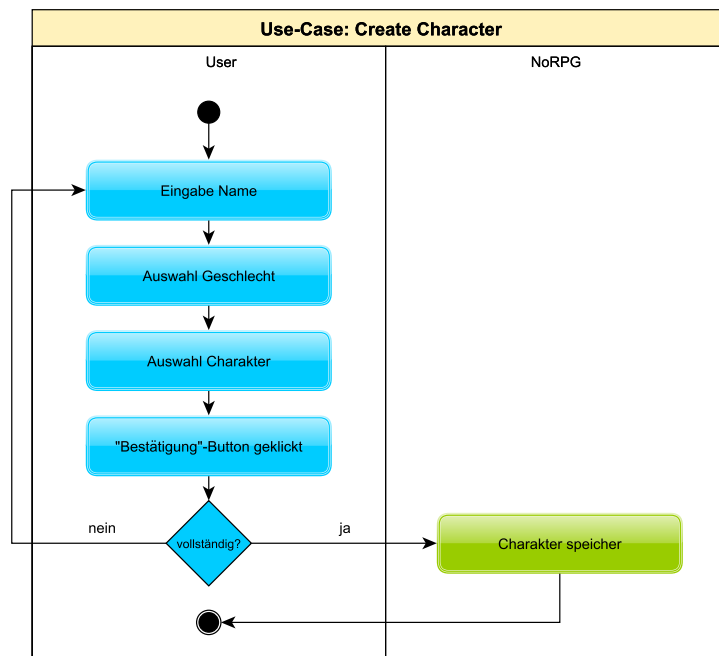 Use-Case: Create Character
User
NoRPG
Eingabe Name
Auswahl Geschlecht
Auswahl Charakter
"Bestätigung"-Button geklickt
nein
vollständig?
ja
Charakter speicher